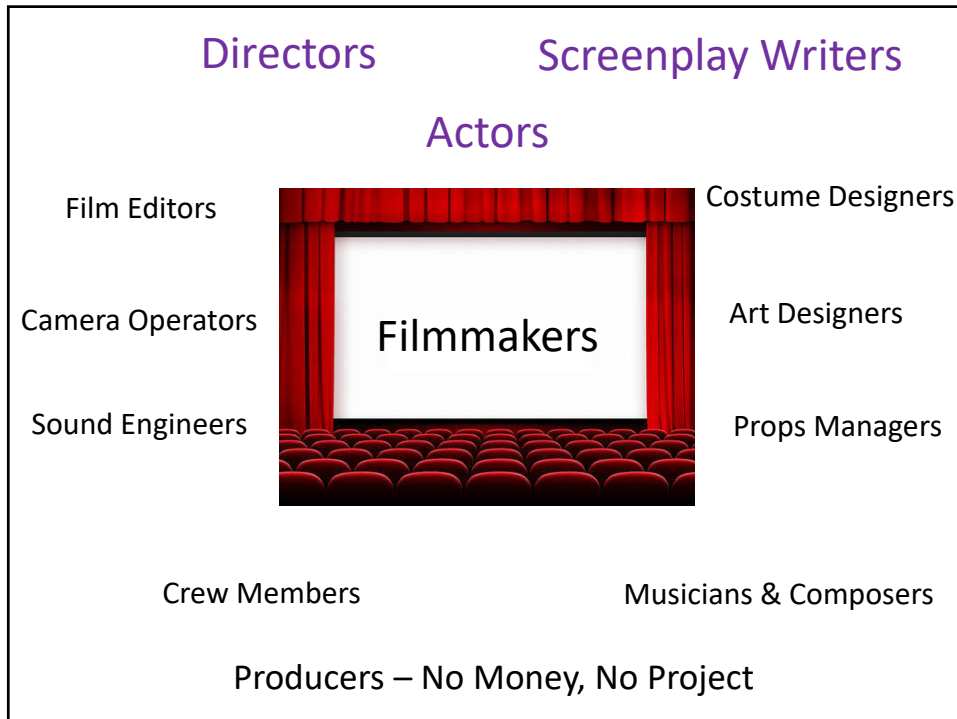 Directors
Screenplay Writers
Actors
Film Editors
Costume Designers
Camera Operators
Filmmakers
Art Designers
Sound Engineers
Props Managers
Crew Members
Musicians & Composers
Producers – No Money, No Project